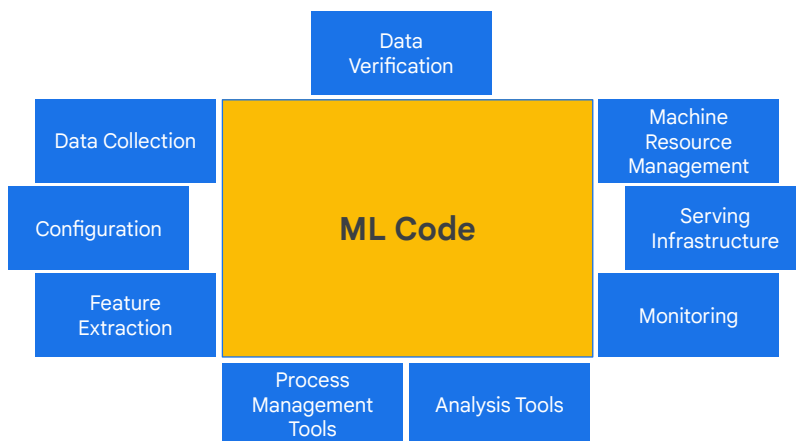 Data
Verification
Data Collection
Machine
Resource
Management
Configuration
ML Code
Serving
Infrastructure
Feature
Extraction
Monitoring
Process
Management
Tools
Analysis Tools